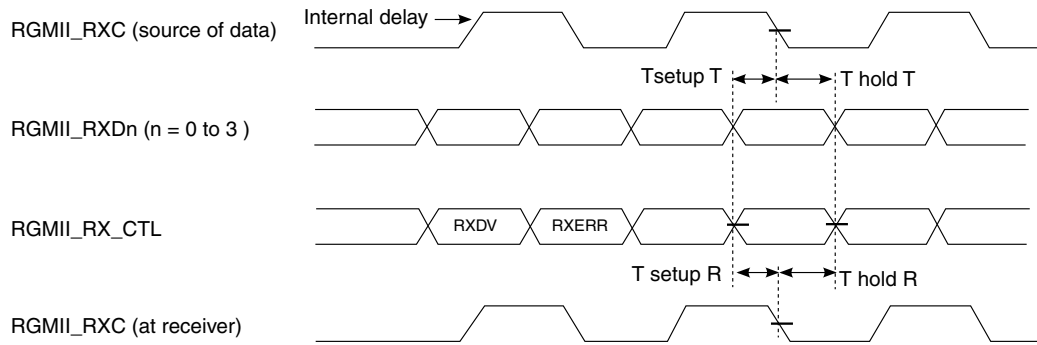 Internal delay
RGMII_RXC (source of data)
Tsetup T
T hold T
RGMII_RXDn (n = 0 to 3 )
RGMII_RX_CTL
RXDV
RXERR
T setup R
T hold R
RGMII_RXC (at receiver)